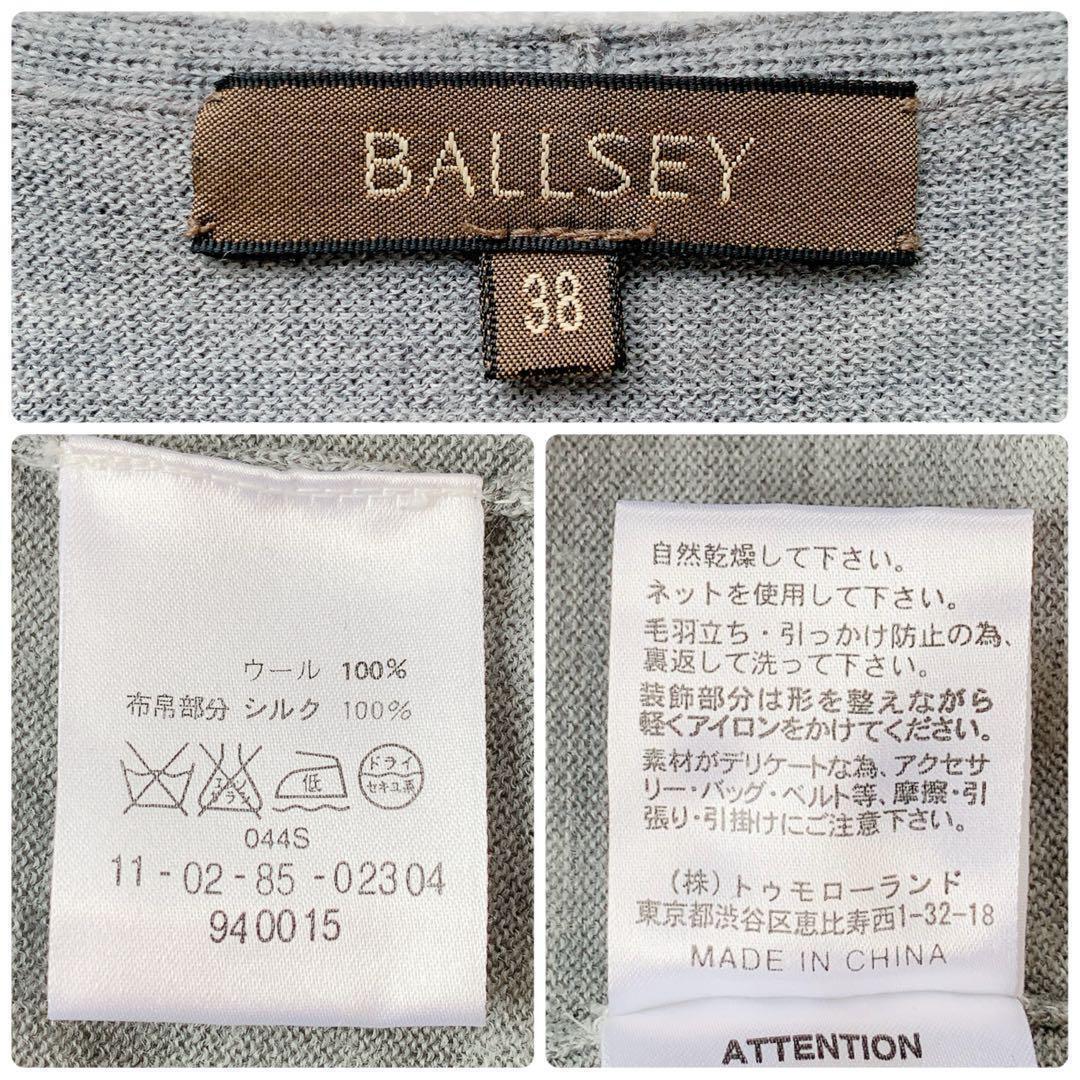 BALLSEY
38
ウール 100%
布帛部分 シルク 100%
エンソ サラシ
低
ドライ
セキユ系
044S
11-02-85-02304
940015
自然乾燥して下さい。
ネットを使用して下さい。
毛羽立ち・引っかけ防止の為、
裏返して洗って下さい。
装飾部分は形を整えながら
軽くアイロンをかけてください。
素材がデリケートな為、アクセサ
リー・バッグ・ベルト等、摩擦・引
張り・引掛けにご注意下さい。
(株)トゥモローランド
東京都渋谷区恵比寿西1-32-18
MADE IN CHINA
ATTENTION